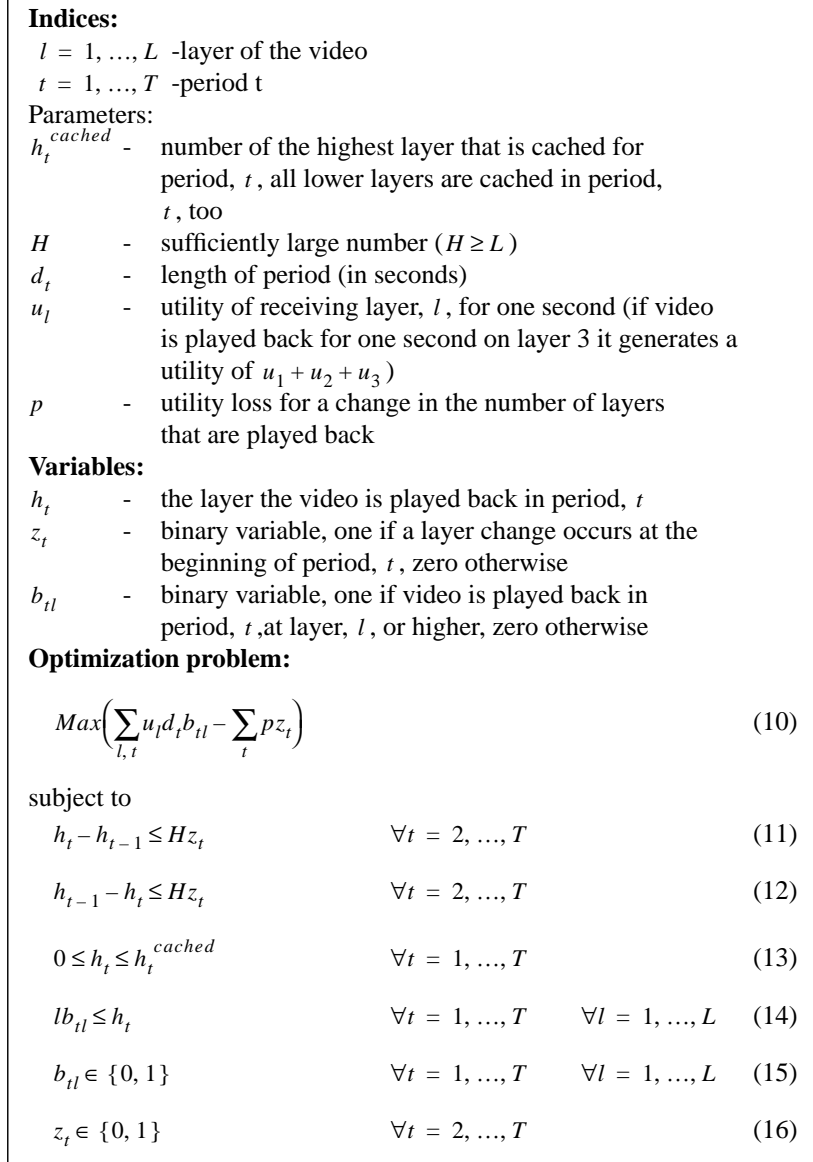 Indices:
l = 1, ..., L -layer of the video
t = 1, ..., T -period t
Parameters:
h_t^cached - number of the highest layer that is cached for
period, t , all lower layers are cached in period,
t , too
H - sufficiently large number ( H ≥ L )
d_t - length of period (in seconds)
u_l - utility of receiving layer, l , for one second (if video
is played back for one second on layer 3 it generates a
utility of u_1 + u_2 + u_3 )
p - utility loss for a change in the number of layers
that are played back
Variables:
h_t - the layer the video is played back in period, t
z_t - binary variable, one if a layer change occurs at the
beginning of period, t , zero otherwise
b_tl - binary variable, one if video is played back in
period, t ,at layer, l , or higher, zero otherwise
Optimization problem:
Max( ∑_{l, t} u_l d_t b_tl – ∑_t p z_t ) (10)
subject to
h_t – h_{t – 1} ≤ H z_t ∀t = 2, ..., T (11)
h_{t – 1} – h_t ≤ H z_t ∀t = 2, ..., T (12)
0 ≤ h_t ≤ h_t^cached ∀t = 1, ..., T (13)
l b_tl ≤ h_t ∀t = 1, ..., T ∀l = 1, ..., L (14)
b_tl ∈ {0, 1} ∀t = 1, ..., T ∀l = 1, ..., L (15)
z_t ∈ {0, 1} ∀t = 2, ..., T (16)